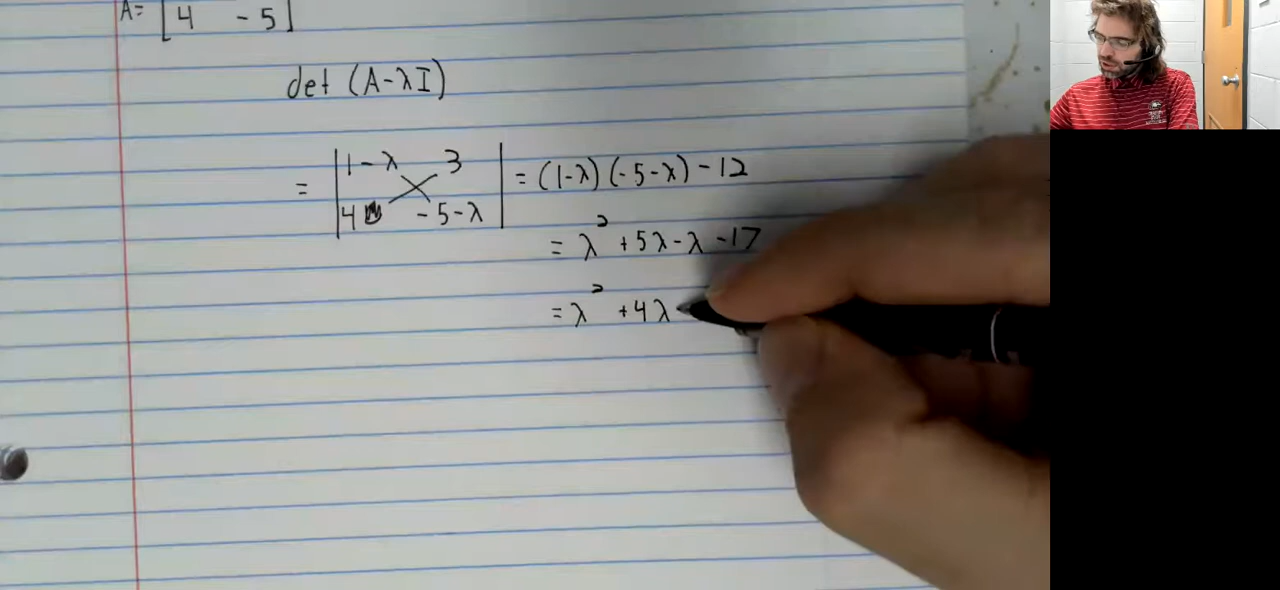 A= [4 -5]
det (A-λI)
= |1-λ 3| = (1-λ)(-5-λ) -12
|4 -5-λ|
= λ² +5λ-λ -17
= λ² +4λ